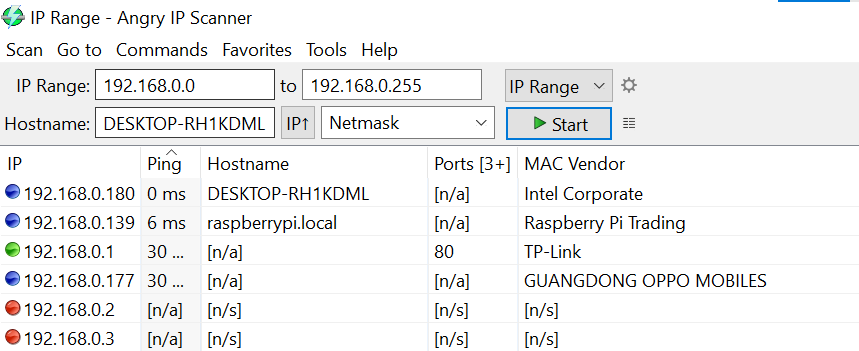 IP Range - Angry IP Scanner
Scan Go to Commands Favorites Tools Help
IP Range: 192.168.0.0 to 192.168.0.255 IP Range
Hostname: DESKTOP-RH1KDML IP↑ Netmask Start
IP Ping Hostname Ports [3+] MAC Vendor
192.168.0.180 0 ms DESKTOP-RH1KDML [n/a] Intel Corporate
192.168.0.139 6 ms raspberrypi.local [n/a] Raspberry Pi Trading
192.168.0.1 30 ... [n/a] 80 TP-Link
192.168.0.177 30 ... [n/a] [n/a] GUANGDONG OPPO MOBILES
192.168.0.2 [n/a] [n/s] [n/s] [n/s]
192.168.0.3 [n/a] [n/s] [n/s] [n/s]